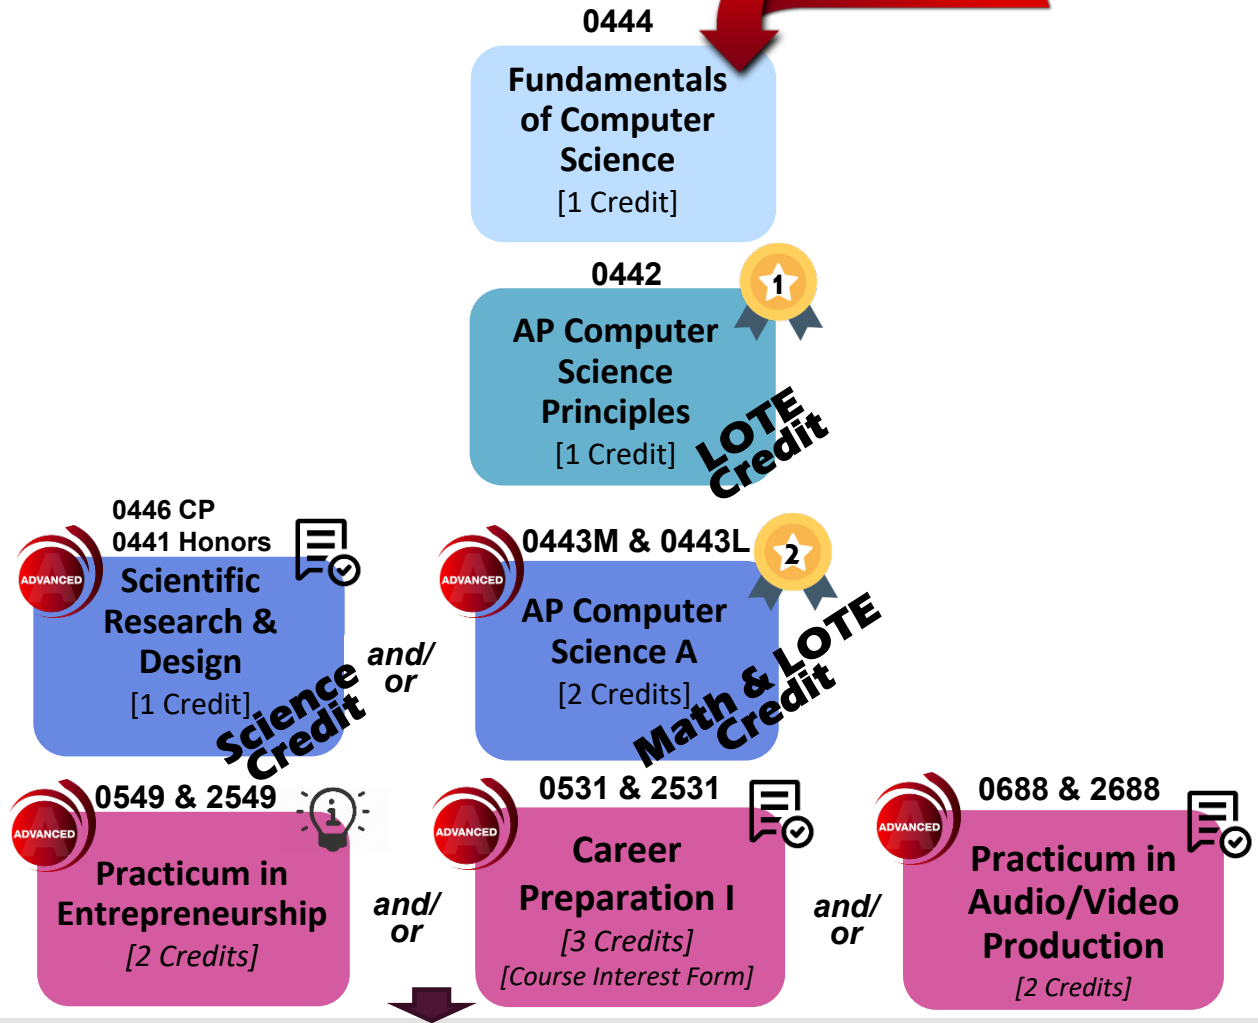 0444
Fundamentals
of Computer
Science
[1 Credit]
0442
1
AP Computer
Science
Principles
[1 Credit]
LOTE
Credit
0446 CP
0441 Honors
ADVANCED
Scientific
Research &
Design
[1 Credit]
Science
Credit
and/
or
0443M & 0443L
ADVANCED
2
AP Computer
Science A
[2 Credits]
Math & LOTE
Credit
0549 & 2549
ADVANCED
i
Practicum in
Entrepreneurship
[2 Credits]
and/
or
0531 & 2531
ADVANCED
Career
Preparation I
[3 Credits]
[Course Interest Form]
and/
or
0688 & 2688
ADVANCED
Practicum in
Audio/Video
Production
[2 Credits]